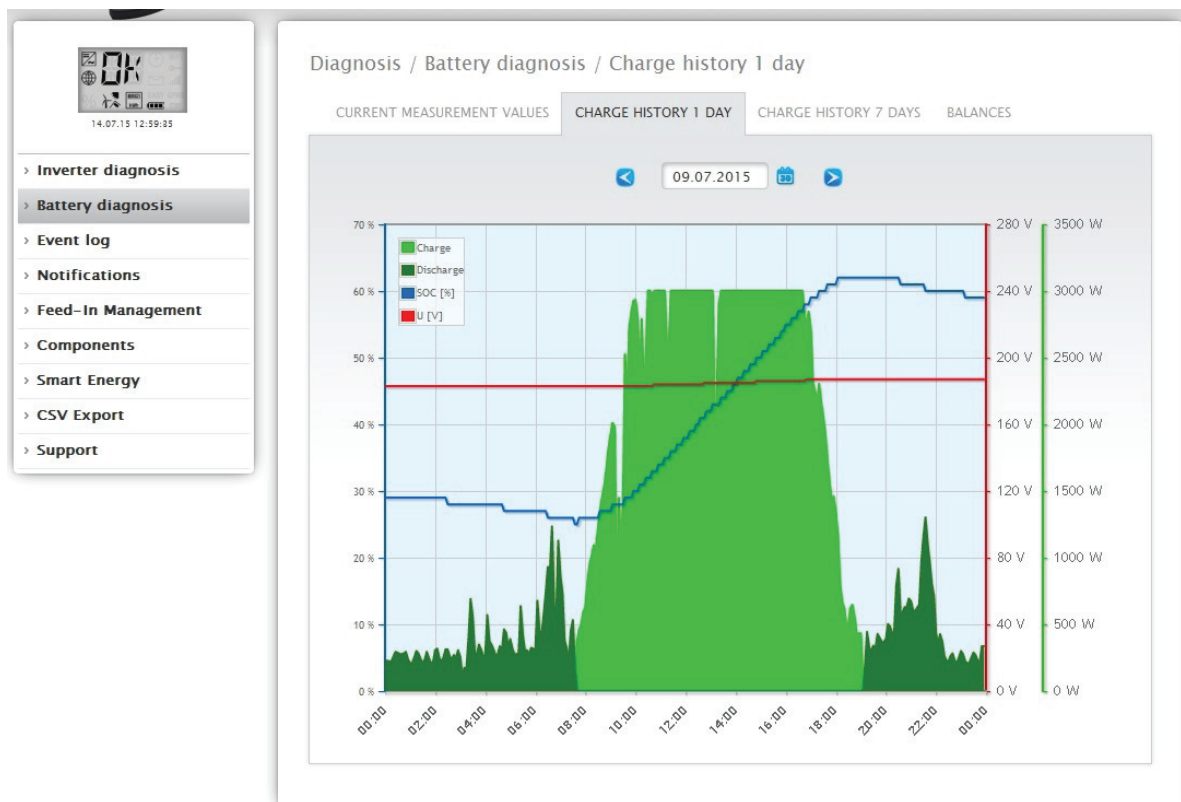 OK
14.07.15 12:59:35
› Inverter diagnosis
› Battery diagnosis
› Event log
› Notifications
› Feed-In Management
› Components
› Smart Energy
› CSV Export
› Support
Diagnosis / Battery diagnosis / Charge history 1 day
CURRENT MEASUREMENT VALUES CHARGE HISTORY 1 DAY CHARGE HISTORY 7 DAYS BALANCES
09.07.2015 30
70 % 280 V 3500 W
Charge
Discharge
SOC [%]
U [V]
60 % 240 V 3000 W
50 % 200 V 2500 W
40 % 160 V 2000 W
30 % 120 V 1500 W
20 % 80 V 1000 W
10 % 40 V 500 W
0 % 0 V 0 W
00:00 02:00 04:00 06:00 08:00 10:00 12:00 14:00 16:00 18:00 20:00 22:00 00:00